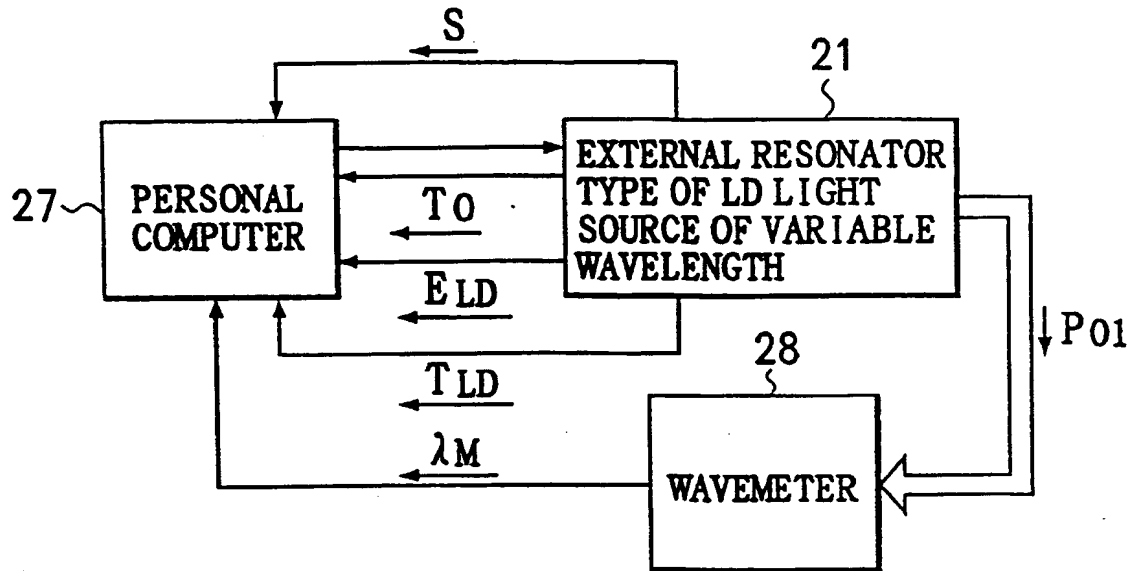 S
21
EXTERNAL RESONATOR
TYPE OF LD LIGHT
SOURCE OF VARIABLE
WAVELENGTH
27
PERSONAL
COMPUTER
TO
ELD
PO1
28
TLD
λM
WAVEMETER